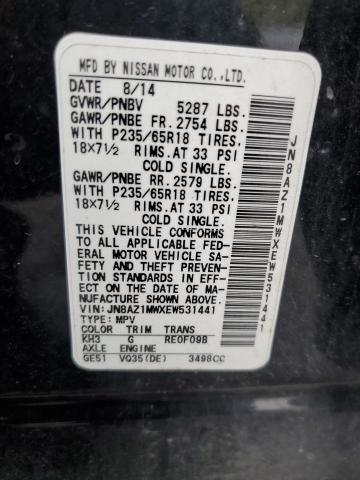 MFD BY NISSAN MOTOR CO.,LTD.
DATE 8/14
GVWR/PNBV 5287 LBS.
GAWR/PNBE FR. 2754 LBS.
WITH P235/65R18 TIRES,
18X7½ RIMS.AT 33 PSI
COLD SINGLE.
GAWR/PNBE RR. 2579 LBS.
WITH P235/65R18 TIRES,
18X7½ RIMS.AT 33 PSI
COLD SINGLE.
THIS VEHICLE CONFORMS
TO ALL APPLICABLE FED-
ERAL MOTOR VEHICLE SA-
FETY AND THEFT PREVEN-
TION STANDARDS IN EFF-
ECT ON THE DATE OF MA-
NUFACTURE SHOWN ABOVE.
VIN:JN8AZ1MWXEW531441
TYPE:MPV
COLOR TRIM TRANS
KH3 G RE0F09B
AXLE ENGINE
GE51 VQ35(DE) 3498CC
JN8AZ1MWXEW531441